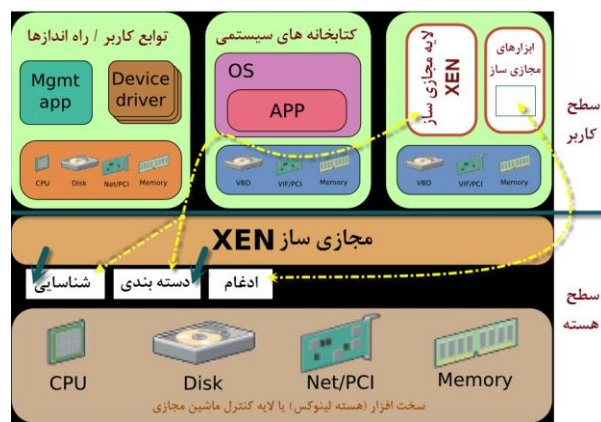 توابع کاربر / راه اندازها
Mgmt
app
Device
driver
CPU
Disk
Net/PCI
Memory
کتابخانه های سیستمی
OS
APP
VBD
VIF/PCI
Memory
لایه مجازی ساز
XEN
ابزارهای
مجازی ساز
VBD
VIF/PCI
Memory
سطح
کاربر
مجازی ساز XEN
شناسایی
دسته بندی
ادغام
سطح
هسته
CPU
Disk
Net/PCI
Memory
سخت افزار (هسته لینوکس) یا لایه کنترل ماشین مجازی